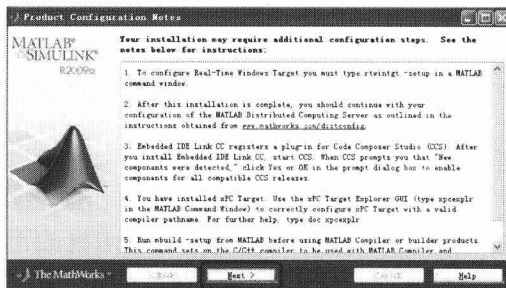 Product Configuration Notes
MATLAB®
&SIMULINK®
R2009a
Your installation may require additional configuration steps. See the
notes below for instructions:
1. To configure Real-Time Windows Target you must type rtwintgt -setup in a MATLAB
command window.
2. After this installation is complete, you should continue with your
configuration of the MATLAB Distributed Computing Server as outlined in the
instructions obtained from www.mathworks.com/distconfig.
3. Embedded IDE Link CC registers a plug-in for Code Composer Studio (CCS). After
you install Embedded IDE Link CC, start CCS. When CCS prompts you that "New
components were detected," click Yes or OK in the prompt dialog box to enable
components for all compatible CCS releases.
4. You have installed xPC Target. Use the xPC Target Explorer GUI (type xpcexplr
in the MATLAB Command Window) to correctly configure xPC Target with a valid
compiler pathname. For further help, type doc xpcexplr.
5. Run mbuild -setup from MATLAB before using MATLAB Compiler or builder products.
This command sets up the C/C++ compiler to be used with MATLAB Compiler and
The MathWorks
Next >
Cancel
Help